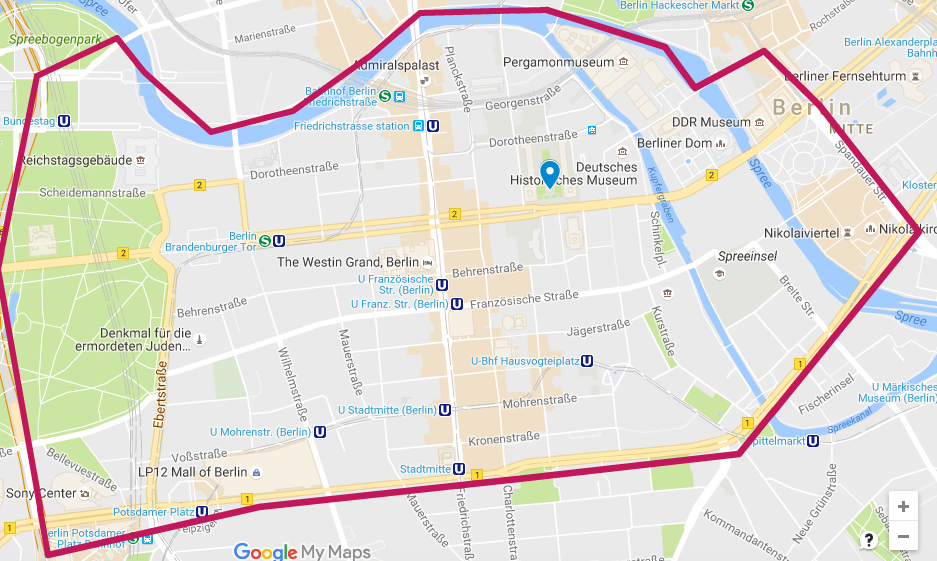 Berlin Hackescher Markt
Spree
Spreebogenpark
Marienstraße
Rochstraße
Berlin Alexanderpla
Bahnh
Planckstraße
Pergamonmuseum
Admiralspalast
Berliner Fernsehturm
Bahnhof Berlin
Friedrichstraße
Georgenstraße
Berlin
MITTE
Bundestag
Friedrichstrasse station
DDR Museum
Dorotheenstraße
Berliner Dom
Spandauer Str.
Reichstagsgebäude
Dorotheenstraße
Deutsches
Historisches Museum
Spree
Kloster
Scheidemannstraße
2
2
Kupfergraben
2
Schinkelpl.
Berlin
Brandenburger Tor
Nikolaiviertel
Nikolaikirc
2
The Westin Grand, Berlin
Behrenstraße
Spreeinsel
U Französische
Str. (Berlin)
U Franz. Str. (Berlin)
Französische Straße
Breite Str.
Behrenstraße
Spree
Denkmal für die
ermordeten Juden...
Mauerstraße
Jägerstraße
Kurstraße
Wilhelmstraße
U-Bhf Hausvogteiplatz
1
Fischerinsel
U Märkisches
Museum (Berlin)
Ebertstraße
U Stadtmitte (Berlin)
Mohrenstraße
Spreekanal
U Mohrenstr. (Berlin)
1
Kronenstraße
Spittelmarkt
Voßstraße
Bellevuestraße
LP12 Mall of Berlin
Stadtmitte
1
Sony Center
1
Potsdamer Platz
Leipziger
1
Berlin Potsdamer
Platz Bahnhof
Mauerstraße
Friedrichstraße
Charlottenstraße
Neue Grünstraße
Kommandantenstr
Google My Maps
+
−
?